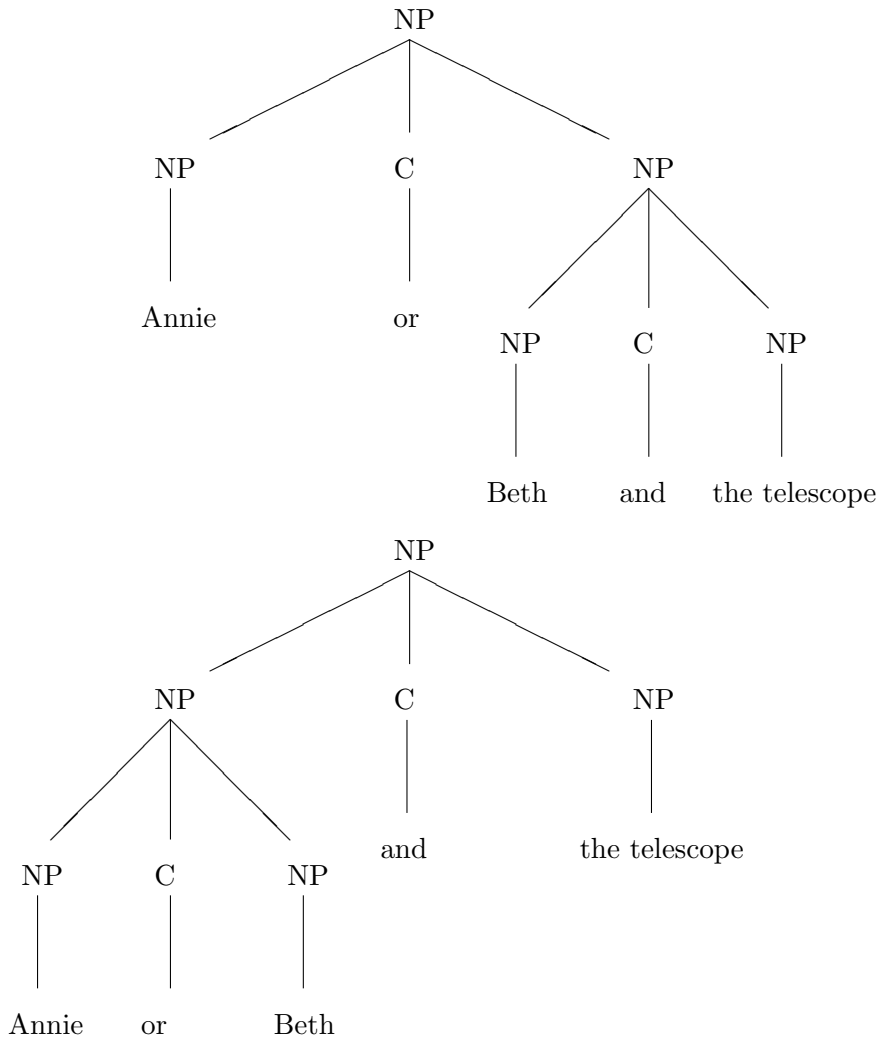 NP
NP C NP
Annie or
NP C NP
Beth and the telescope
NP
NP C NP
and the telescope
NP C NP
Annie or Beth